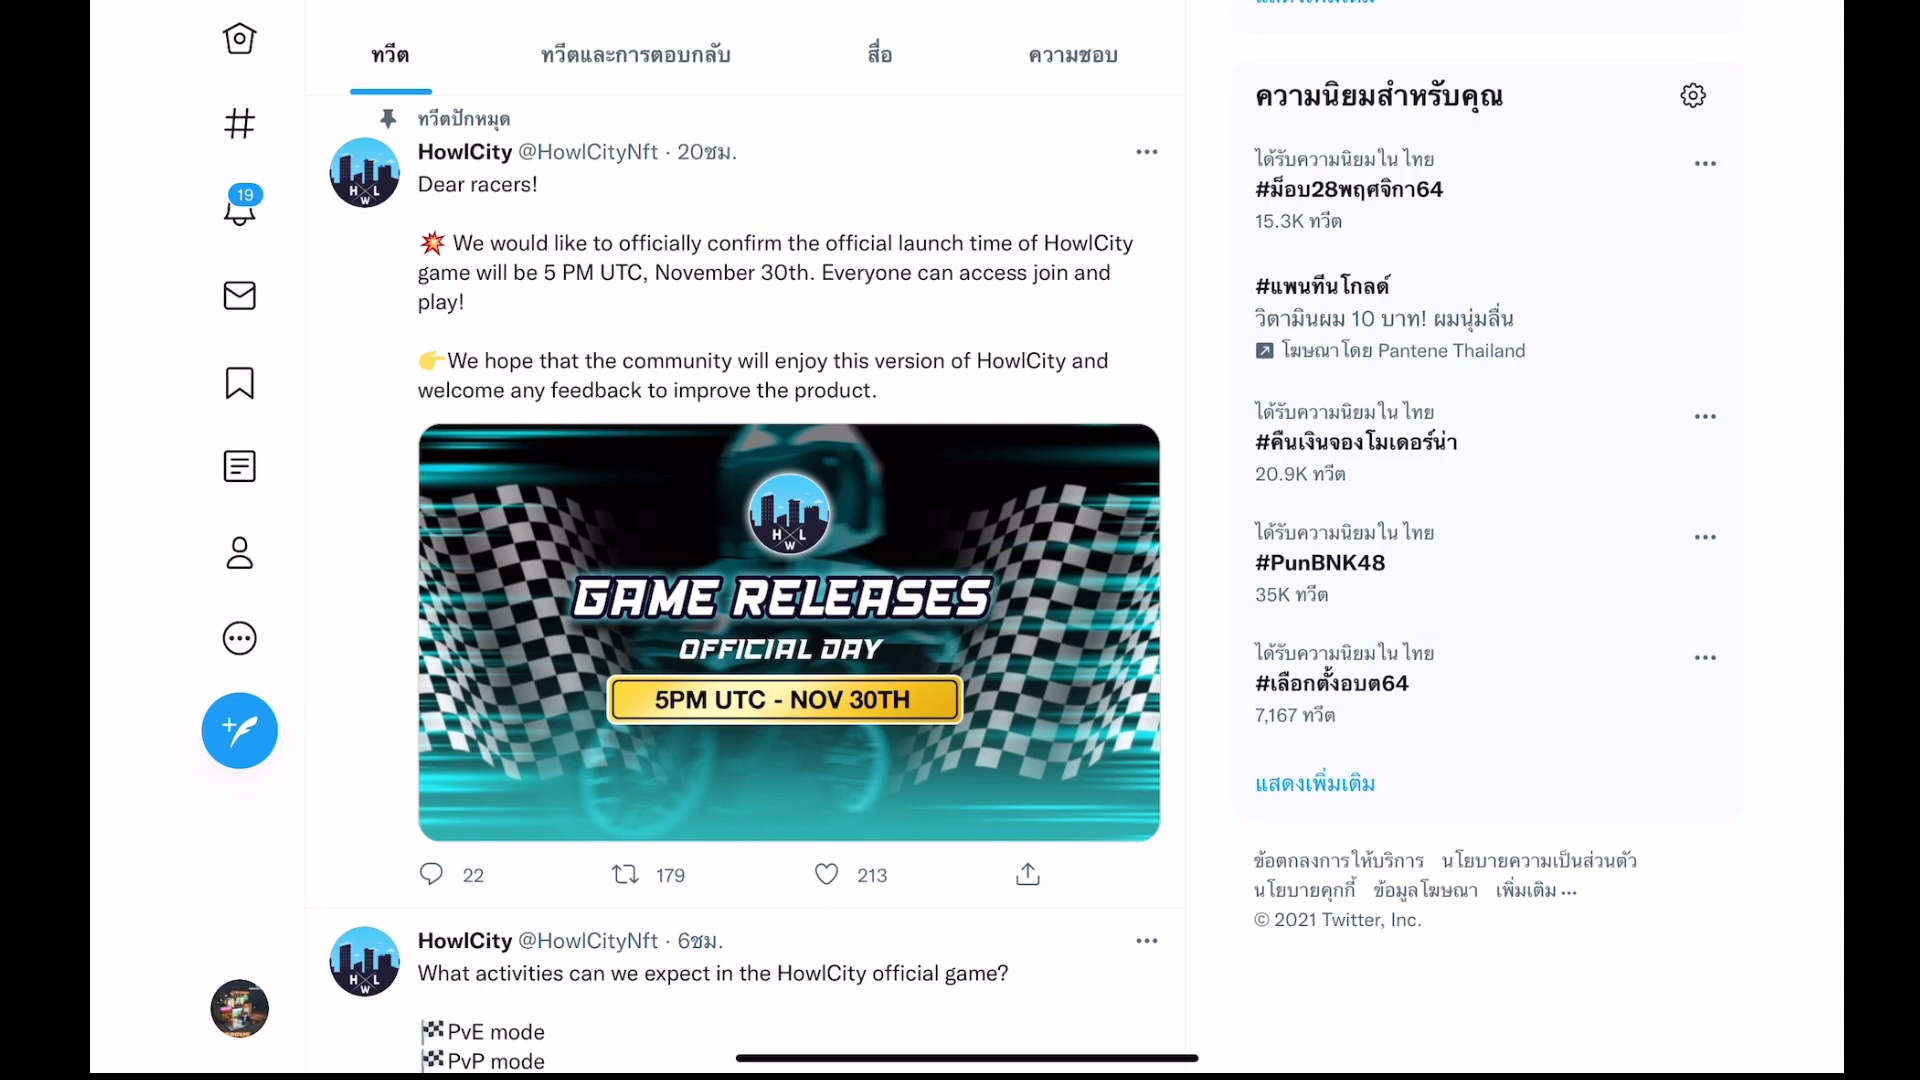 ทวีต
ทวีตและการตอบกลับ
สื่อ
ความชอบ
19
ทวีตปักหมุด
HowlCity @HowlCityNft · 20ชม.
Dear racers!
💥 We would like to officially confirm the official launch time of HowlCity
game will be 5 PM UTC, November 30th. Everyone can access join and
play!
👉We hope that the community will enjoy this version of HowlCity and
welcome any feedback to improve the product.
H L
W
GAME RELEASES
OFFICIAL DAY
5PM UTC - NOV 30TH
22
179
213
HowlCity @HowlCityNft · 6ชม.
What activities can we expect in the HowlCity official game?
🏁PvE mode
🏁PvP mode
ความนิยมสำหรับคุณ
ได้รับความนิยมใน ไทย
#ม็อบ28พฤศจิกา64
15.3K ทวีต
#แพนทีนโกลด์
วิตามินผม 10 บาท! ผมนุ่มลื่น
โฆษณาโดย Pantene Thailand
ได้รับความนิยมใน ไทย
#คืนเงินจองโมเดอร์น่า
20.9K ทวีต
ได้รับความนิยมใน ไทย
#PunBNK48
35K ทวีต
ได้รับความนิยมใน ไทย
#เลือกตั้งอบต64
7,167 ทวีต
แสดงเพิ่มเติม
ข้อตกลงการให้บริการ นโยบายความเป็นส่วนตัว
นโยบายคุกกี้ ข้อมูลโฆษณา เพิ่มเติม ...
© 2021 Twitter, Inc.